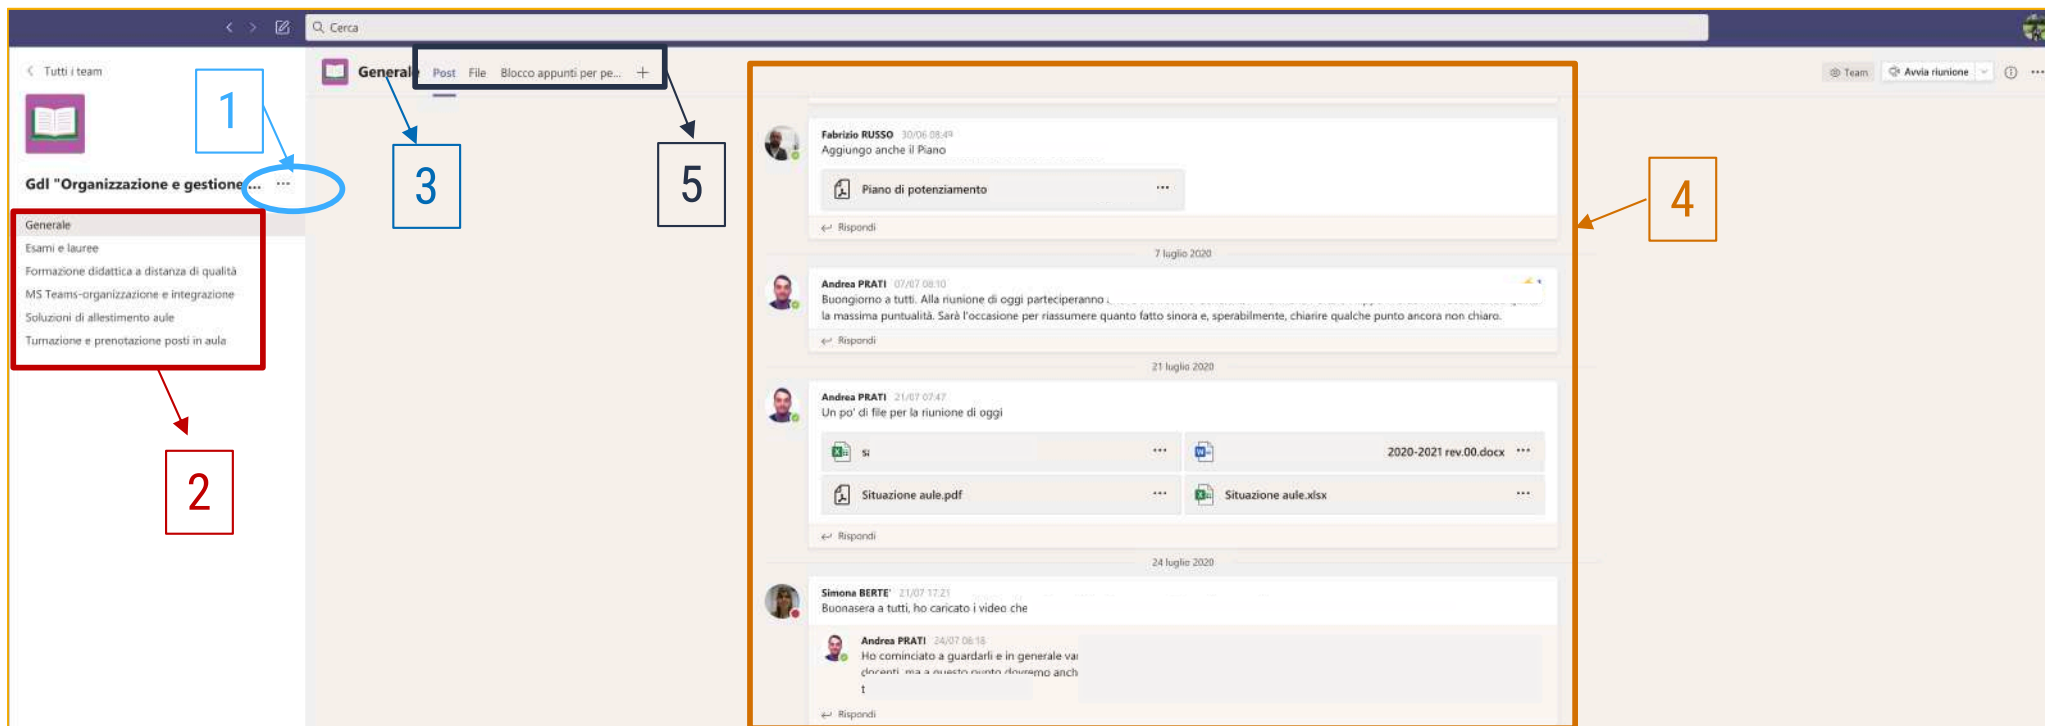 Cerca
Tutti i team
Generale
Post File Blocco appunti per pe... +
Team
Avvia riunione
1
3
5
4
2
Gdl "Organizzazione e gestione ...
Generale
Esami e lauree
Formazione didattica a distanza di qualità
MS Teams-organizzazione e integrazione
Soluzioni di allestimento aule
Turnazione e prenotazione posti in aula
Fabrizio RUSSO 30/06 08:49
Aggiungo anche il Piano
Piano di potenziamento
Rispondi
7 luglio 2020
Andrea PRATI 07/07 08:10
1
Buongiorno a tutti. Alla riunione di oggi parteciperanno
la massima puntualità. Sarà l'occasione per riassumere quanto fatto sinora e, sperabilmente, chiarire qualche punto ancora non chiaro.
Rispondi
21 luglio 2020
Andrea PRATI 21/07 07:47
Un po' di file per la riunione di oggi
2020-2021 rev.00.docx
Situazione aule.pdf
Situazione aule.xlsx
Rispondi
24 luglio 2020
Simona BERTE' 21/07 17:21
Buonasera a tutti, ho caricato i video che
Andrea PRATI 24/07 08:18
Ho cominciato a guardarli e in generale
docenti, ma a questo punto dovremo anch
Rispondi